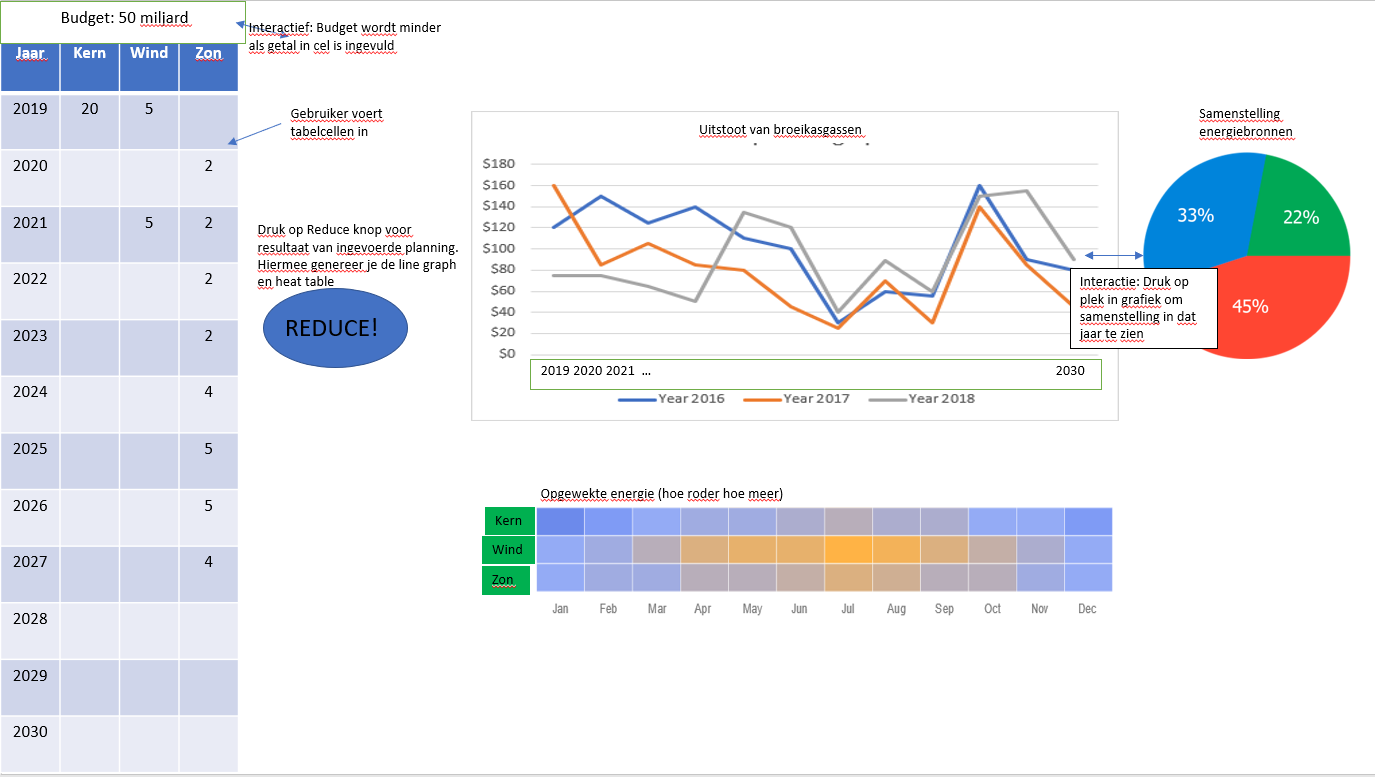 Budget: 50 miljard
Interactief: Budget wordt minder
als getal in cel is ingevuld
Jaar Kern Wind Zon
2019 20 5
2020 2
2021 5 2
2022 2
2023 2
2024 4
2025 5
2026 5
2027 4
2028
2029
2030
Gebruiker voert
tabelcellen in
Druk op Reduce knop voor
resultaat van ingevoerde planning.
Hiermee genereer je de line graph
en heat table
REDUCE!
Uitstoot van broeikasgassen
$180
$160
$140
$120
$100
$80
$60
$40
$20
$0
2019 2020 2021 ... 2030
Year 2016 Year 2017 Year 2018
Samenstelling
energiebronnen
33% 22%
45%
Interactie: Druk op
plek in grafiek om
samenstelling in dat
jaar te zien
Opgewekte energie (hoe roder hoe meer)
Kern
Wind
Zon
Jan Feb Mar Apr May Jun Jul Aug Sep Oct Nov Dec